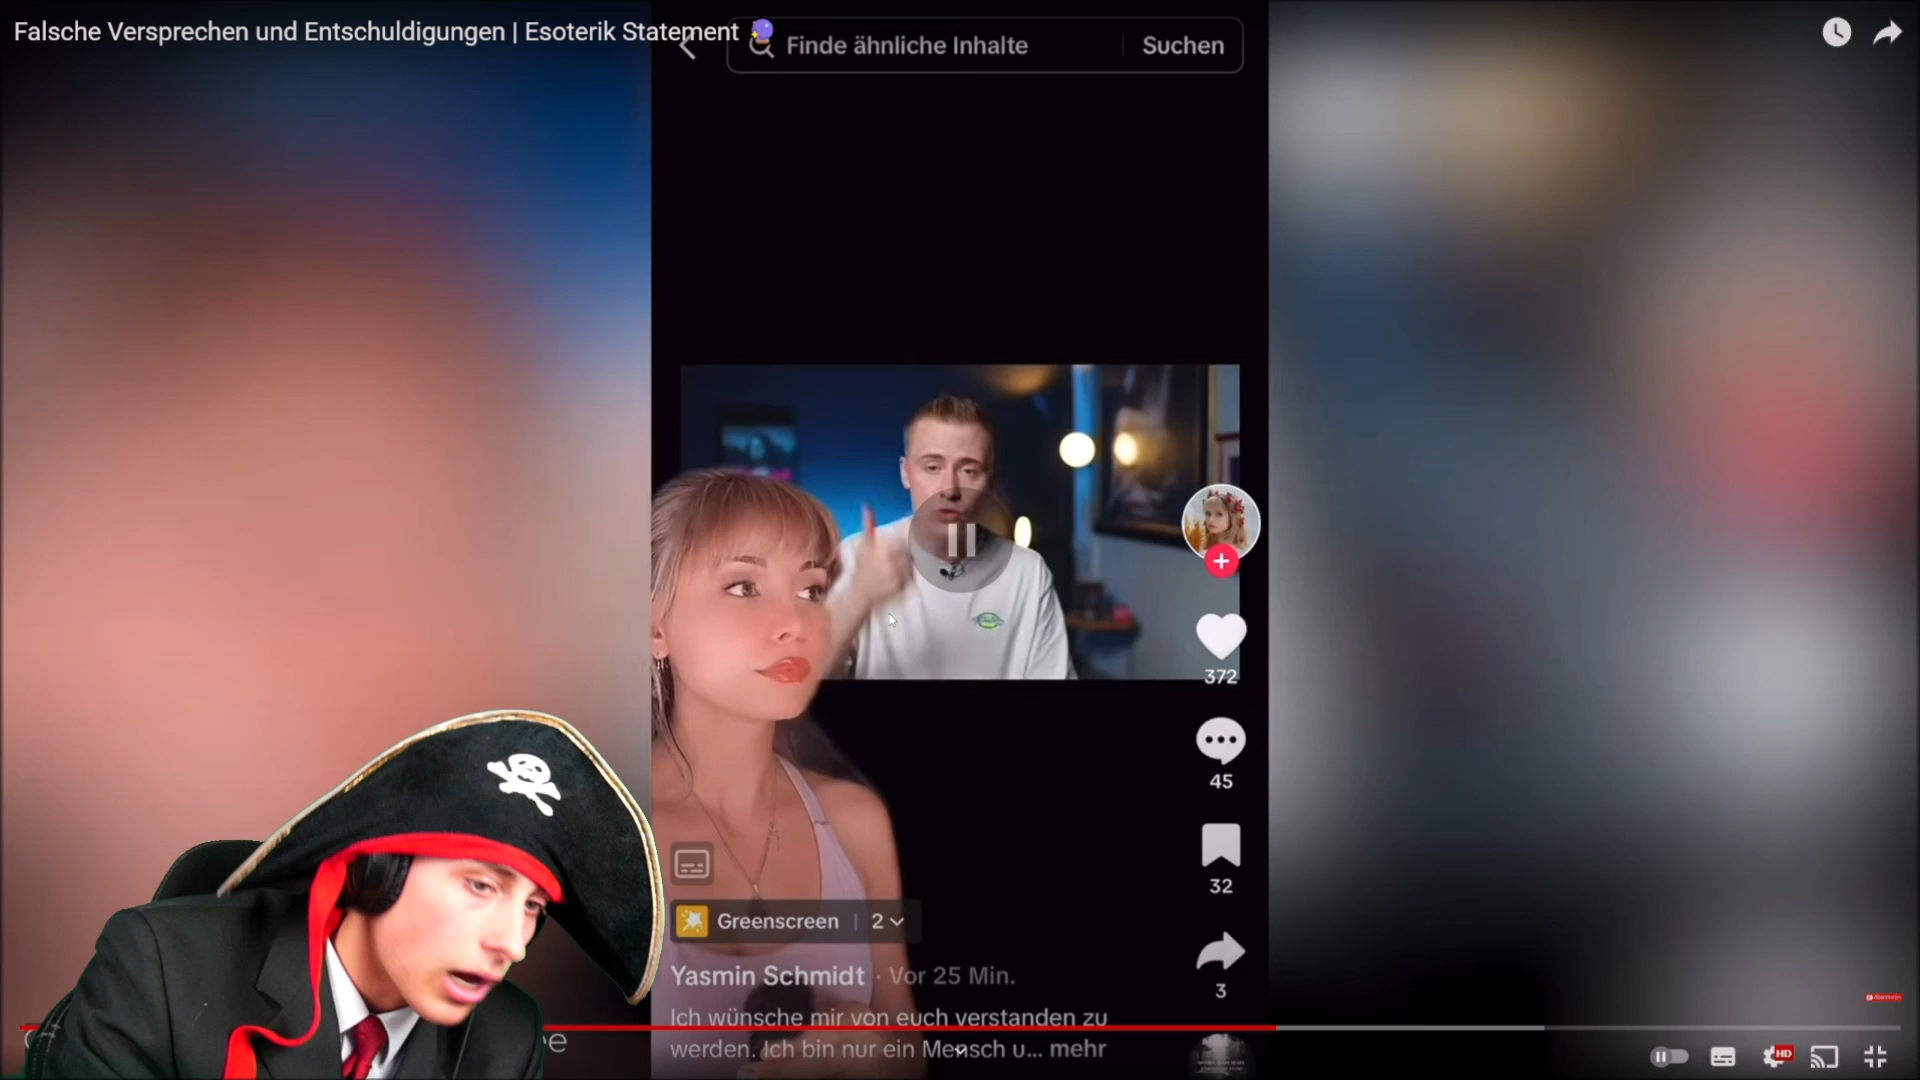 Falsche Versprechen und Entschuldigungen | Esoterik Statement
Finde ähnliche Inhalte
Suchen
372
45
32
Greenscreen | 2
Yasmin Schmidt · Vor 25 Min.
3
Ich wünsche mir von euch verstanden zu
werden. Ich bin nur ein Mensch u... mehr
HD